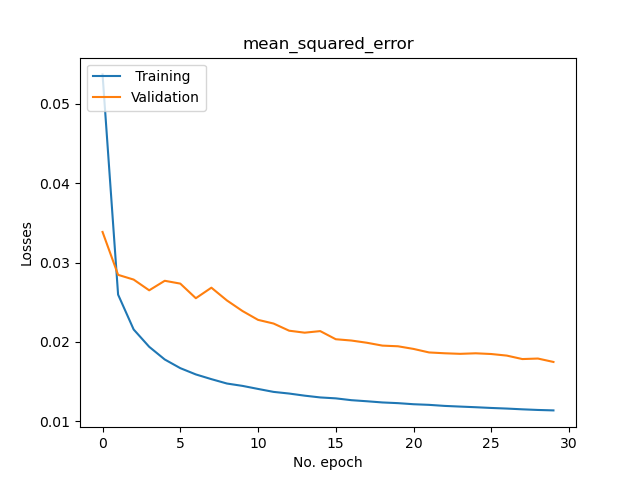 mean_squared_error
Training
Validation
Losses
0.05
0.04
0.03
0.02
0.01
0 5 10 15 20 25 30
No. epoch